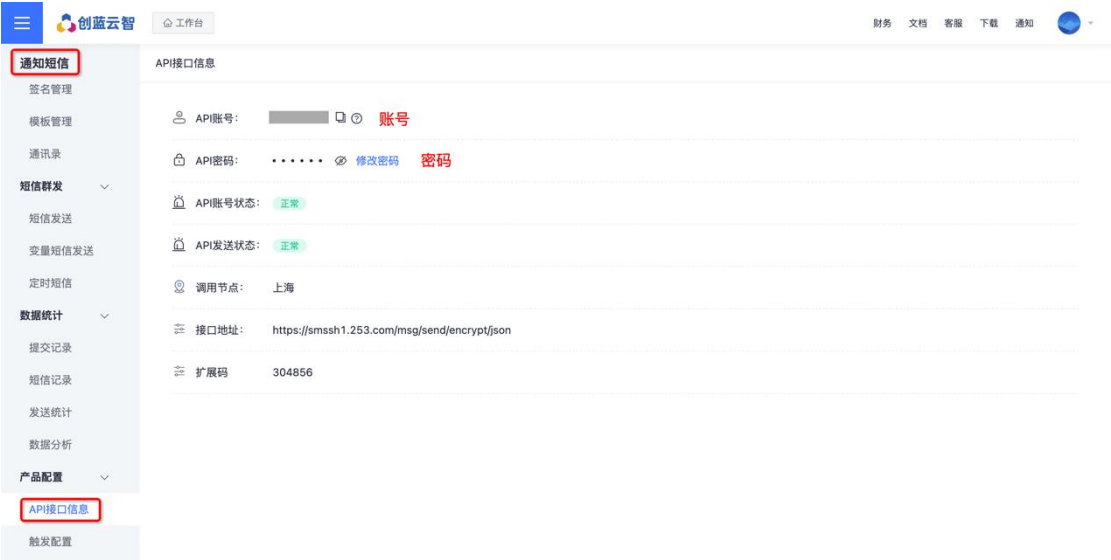 创蓝云智
工作台
财务 文档 客服 下载 通知
通知短信
签名管理
模板管理
通讯录
短信群发
短信发送
变量短信发送
定时短信
数据统计
提交记录
短信记录
发送统计
数据分析
产品配置
API接口信息
触发配置
API接口信息
API账号: 账号
API密码: •••••• 修改密码 密码
API账号状态: 正常
API发送状态: 正常
调用节点: 上海
接口地址: https://smssh1.253.com/msg/send/encrypt/json
扩展码 304856